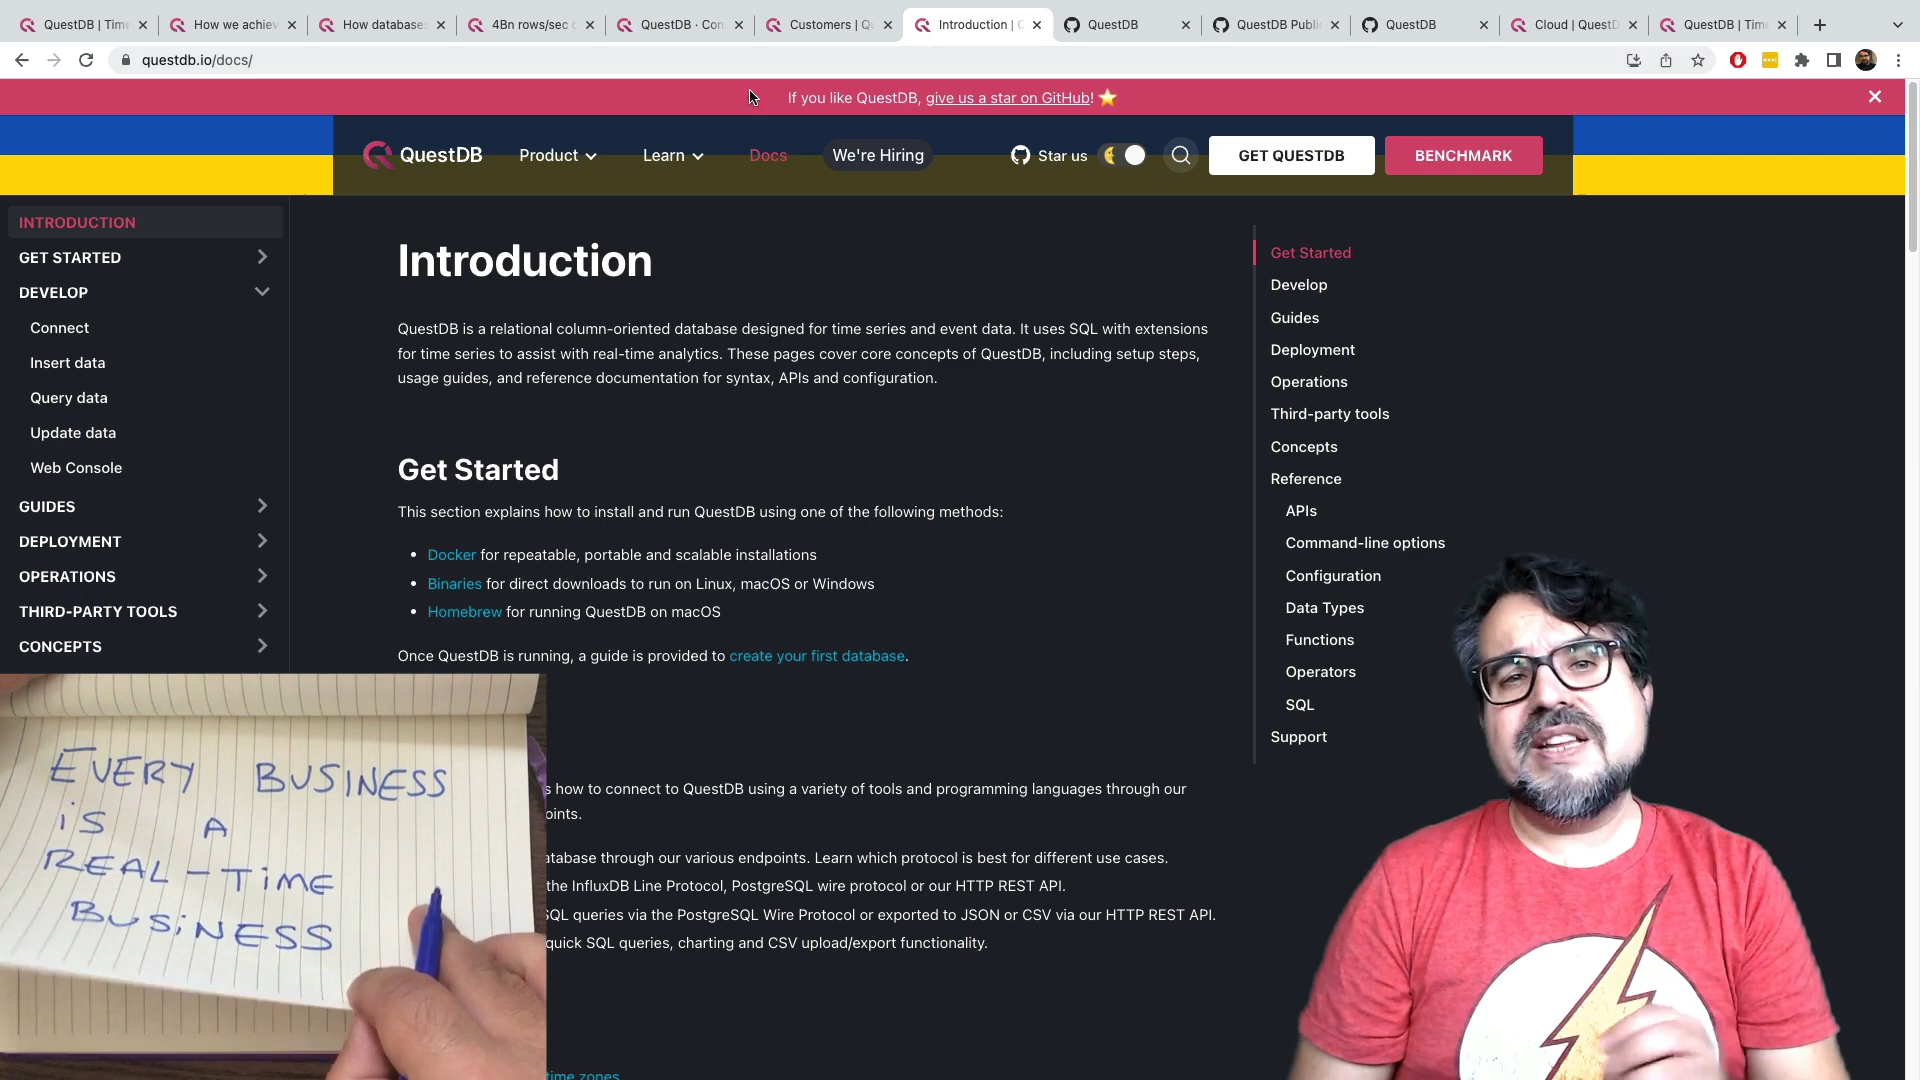 QuestDB | Time
How we achiev
How databases
4Bn rows/sec
QuestDB · Con
Customers | Qu
Introduction |
QuestDB
QuestDB Public
QuestDB
Cloud | QuestD
QuestDB | Time
questdb.io/docs/
If you like QuestDB, give us a star on GitHub! ⭐
QuestDB
Product
Learn
Docs
We're Hiring
Star us
GET QUESTDB
BENCHMARK
INTRODUCTION
GET STARTED
DEVELOP
Connect
Insert data
Query data
Update data
Web Console
GUIDES
DEPLOYMENT
OPERATIONS
THIRD-PARTY TOOLS
CONCEPTS
Introduction
QuestDB is a relational column-oriented database designed for time series and event data. It uses SQL with extensions
for time series to assist with real-time analytics. These pages cover core concepts of QuestDB, including setup steps,
usage guides, and reference documentation for syntax, APIs and configuration.
Get Started
This section explains how to install and run QuestDB using one of the following methods:
• Docker for repeatable, portable and scalable installations
• Binaries for direct downloads to run on Linux, macOS or Windows
• Homebrew for running QuestDB on macOS
Once QuestDB is running, a guide is provided to create your first database.
how to connect to QuestDB using a variety of tools and programming languages through our
atabase through our various endpoints. Learn which protocol is best for different use cases.
the InfluxDB Line Protocol, PostgreSQL wire protocol or our HTTP REST API.
SQL queries via the PostgreSQL Wire Protocol or exported to JSON or CSV via our HTTP REST API.
quick SQL queries, charting and CSV upload/export functionality.
time zones
Get Started
Develop
Guides
Deployment
Operations
Third-party tools
Concepts
Reference
APIs
Command-line options
Configuration
Data Types
Functions
Operators
SQL
Support
EVERY BUSINESS
iS A
REAL-TiME
BUSiNESS